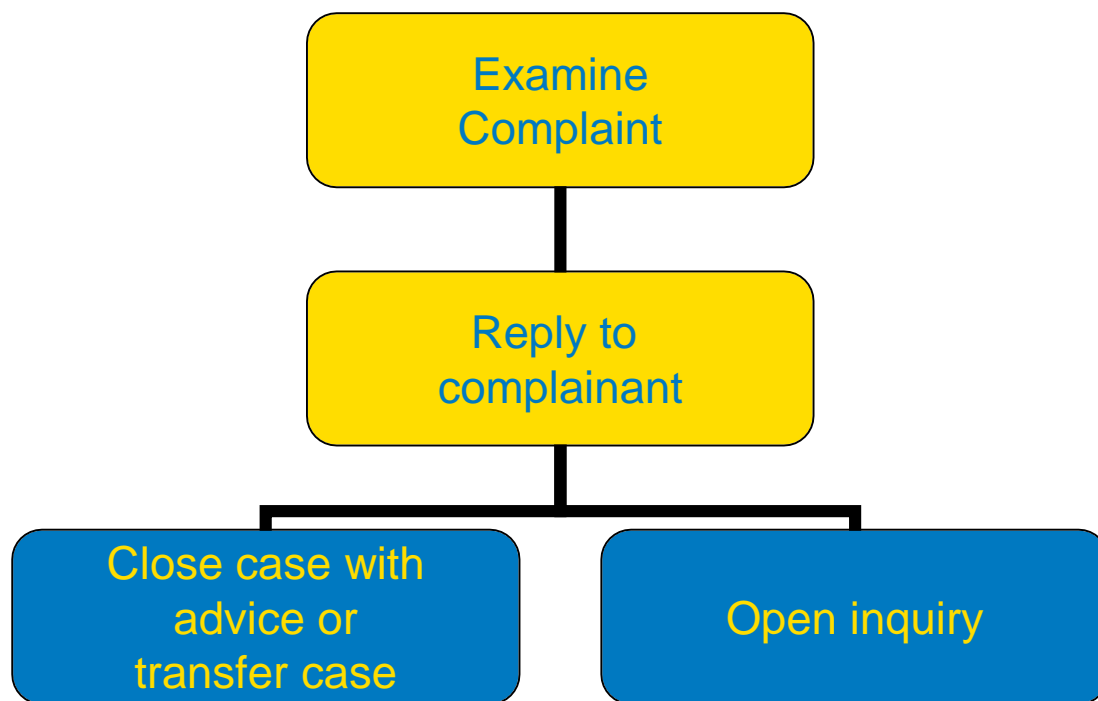 Examine
Complaint
Reply to
complainant
Close case with
advice or
transfer case
Open inquiry